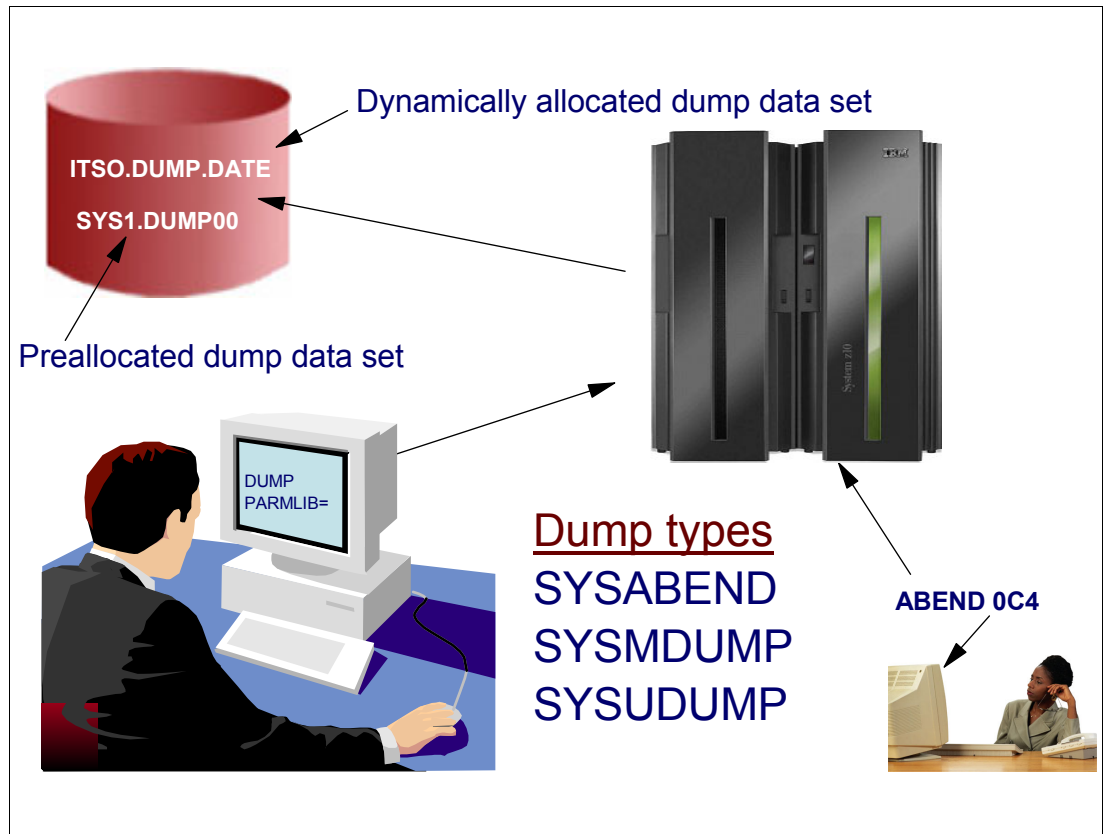 Dynamically allocated dump data set
ITSO.DUMP.DATE
SYS1.DUMP00
Preallocated dump data set
IBM
System z10
DUMP
PARMLIB=
Dump types
SYSABEND
SYSMDUMP
SYSUDUMP
ABEND 0C4